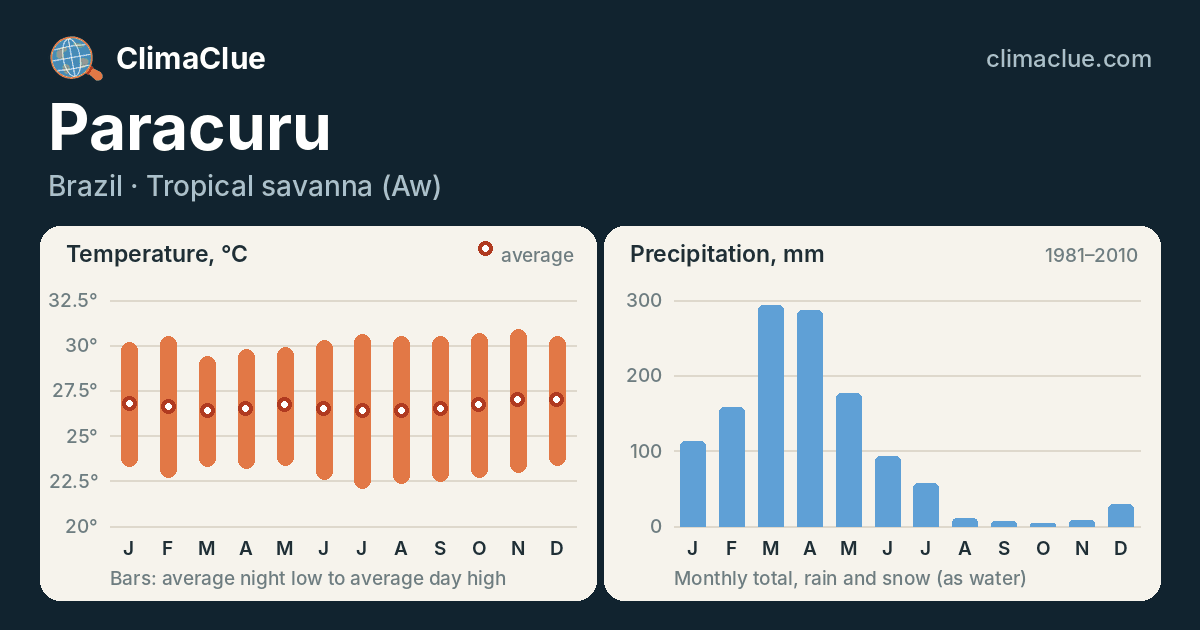 ClimaClue
climaclue.com
Paracuru
Brazil · Tropical savanna (Aw)
Temperature, °C
average
32.5°
30°
27.5°
25°
22.5°
20°
J F M A M J J A S O N D
Bars: average night low to average day high
Precipitation, mm
1981–2010
300
200
100
0
J F M A M J J A S O N D
Monthly total, rain and snow (as water)